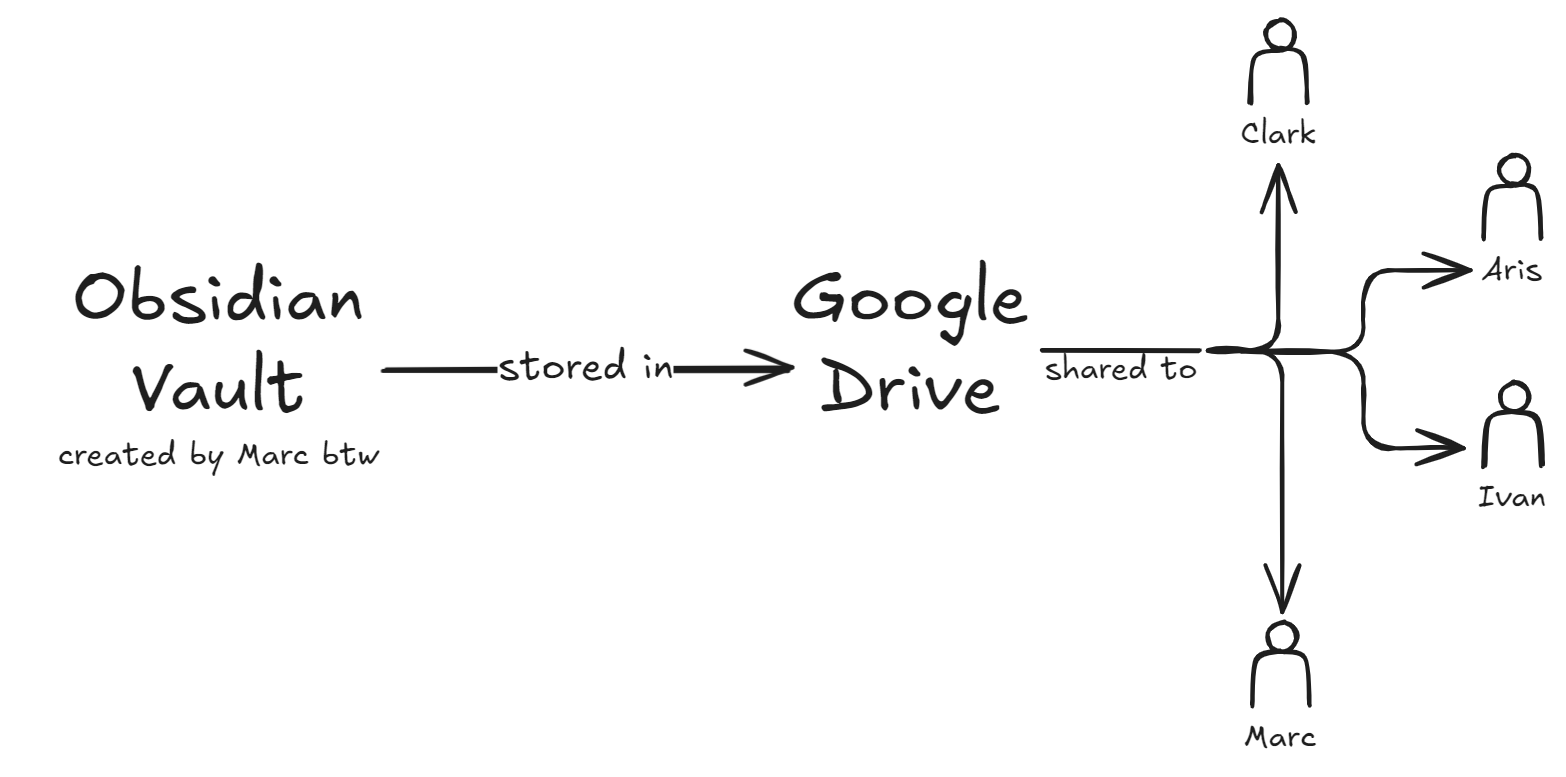 Obsidian
Vault
created by Marc btw
stored in
Google
Drive
shared to
Clark
Aris
Ivan
Marc